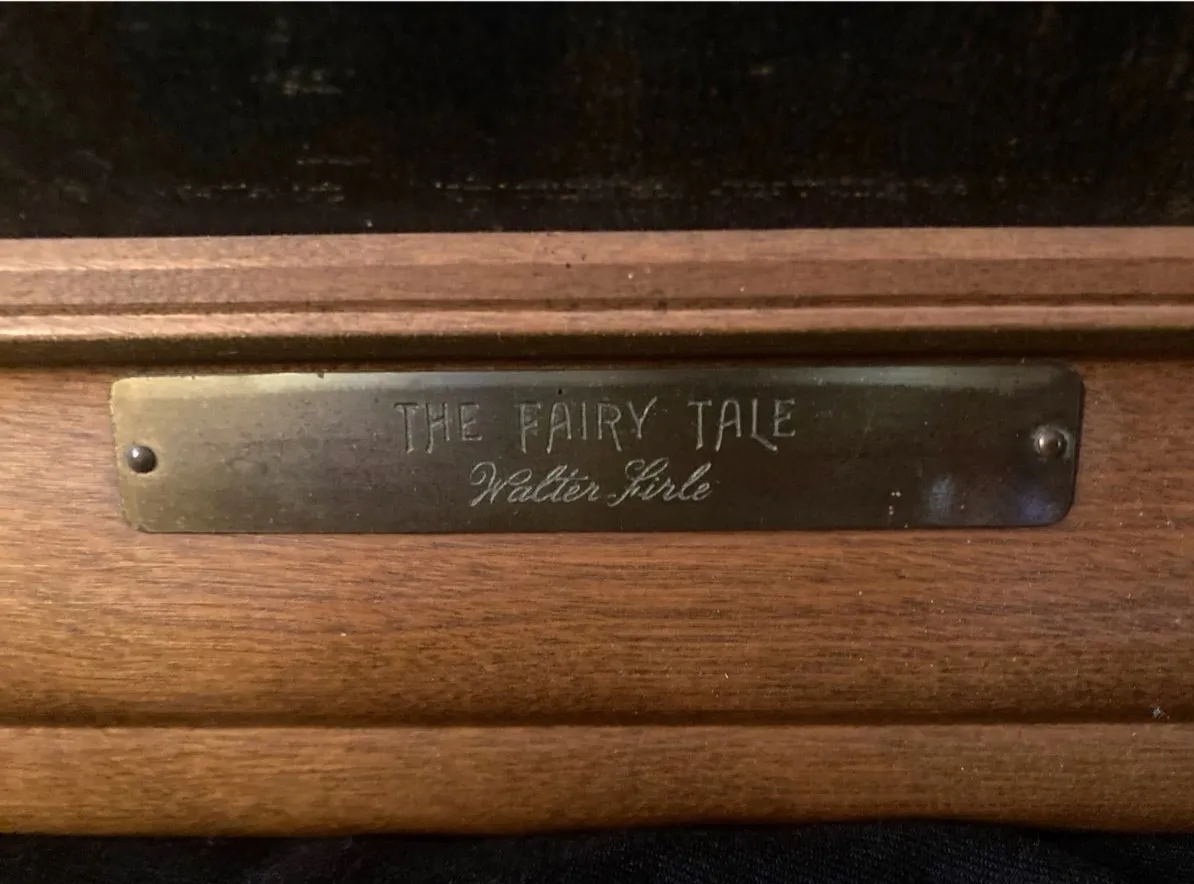 THE FAIRY TALE
Walter Firle